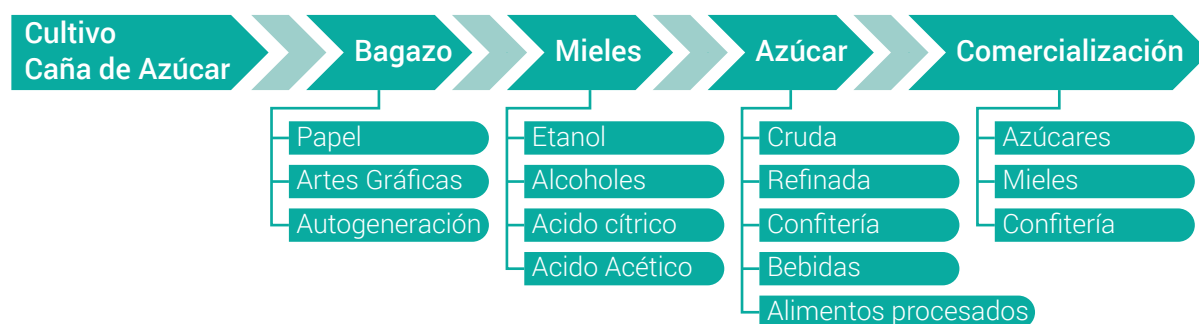 Cultivo
Caña de Azúcar
Bagazo
Mieles
Azúcar
Comercialización
Papel
Artes Gráficas
Autogeneración
Etanol
Alcoholes
Acido cítrico
Acido Acético
Cruda
Refinada
Confitería
Bebidas
Alimentos procesados
Azúcares
Mieles
Confitería